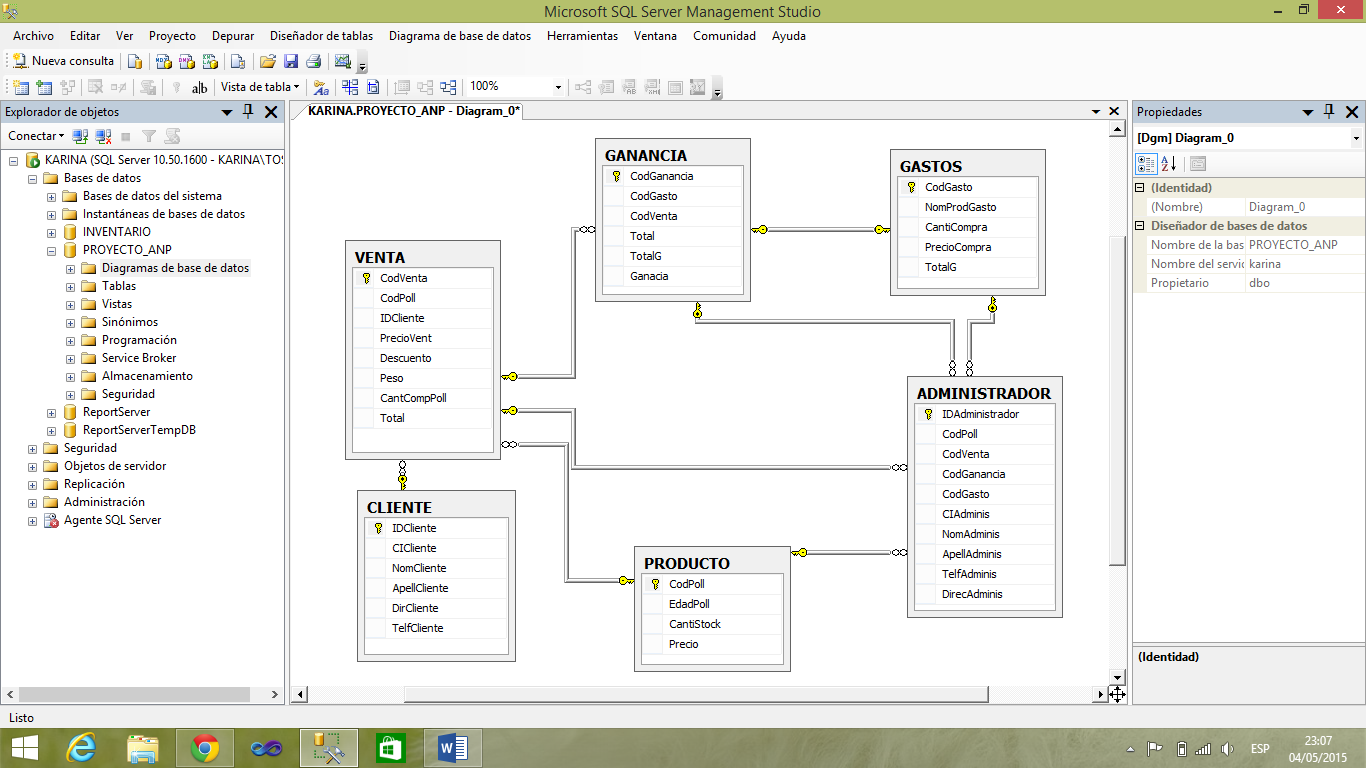 Microsoft SQL Server Management Studio
Archivo Editar Ver Proyecto Depurar Diseñador de tablas Diagrama de base de datos Herramientas Ventana Comunidad Ayuda
Nueva consulta
ab Vista de tabla 100%
Explorador de objetos
Conectar
KARINA (SQL Server 10.50.1600 - KARINA\TOS
Bases de datos
Bases de datos del sistema
Instantáneas de bases de datos
INVENTARIO
PROYECTO_ANP
Diagramas de base de datos
Tablas
Vistas
Sinónimos
Programación
Service Broker
Almacenamiento
Seguridad
ReportServer
ReportServerTempDB
Seguridad
Objetos de servidor
Replicación
Administración
Agente SQL Server
KARINA.PROYECTO_ANP - Diagram_0*
GANANCIA
CodGanancia
CodGasto
CodVenta
Total
TotalG
Ganacia
GASTOS
CodGasto
NomProdGasto
CantiCompra
PrecioCompra
TotalG
VENTA
CodVenta
CodPoll
IDCliente
PrecioVent
Descuento
Peso
CantCompPoll
Total
ADMINISTRADOR
IDAdministrador
CodPoll
CodVenta
CodGanancia
CodGasto
CIAdminis
NomAdminis
ApellAdminis
TelfAdminis
DirecAdminis
CLIENTE
IDCliente
CICliente
NomCliente
ApellCliente
DirCliente
TelfCliente
PRODUCTO
CodPoll
EdadPoll
CantiStock
Precio
Propiedades
[Dgm] Diagram_0
(Identidad)
(Nombre) Diagram_0
Diseñador de bases de datos
Nombre de la bas PROYECTO_ANP
Nombre del servic karina
Propietario dbo
(Identidad)
Listo
ESP
23:07
04/05/2015